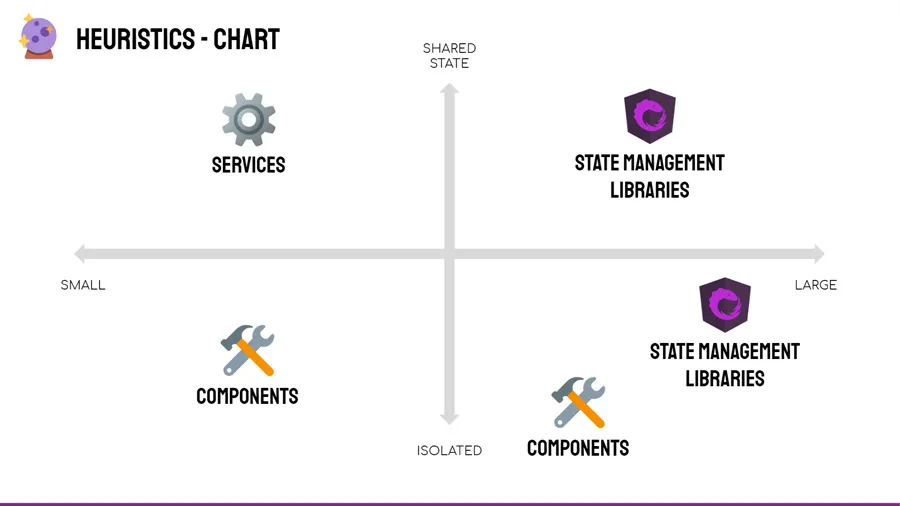 HEURISTICS - CHART
SHARED
STATE
SERVICES
STATE MANAGEMENT
LIBRARIES
SMALL
LARGE
STATE MANAGEMENT
LIBRARIES
COMPONENTS
ISOLATED
COMPONENTS